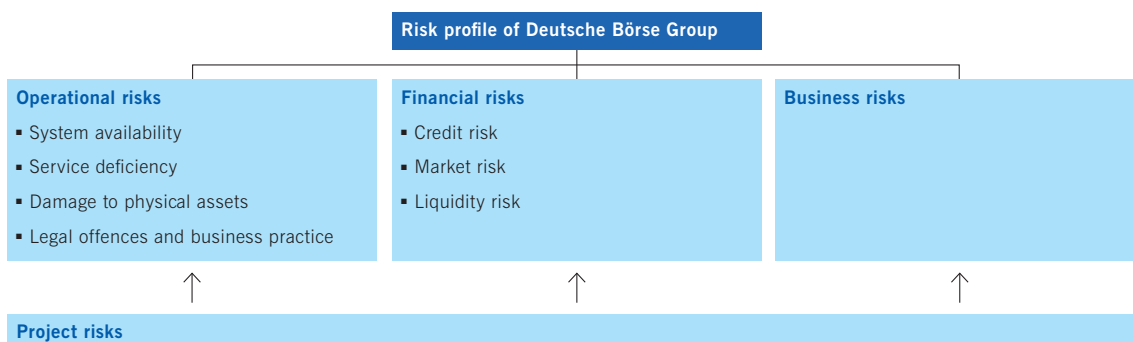 Risk profile of Deutsche Börse Group
Operational risks
▪ System availability
▪ Service deficiency
▪ Damage to physical assets
▪ Legal offences and business practice
Financial risks
▪ Credit risk
▪ Market risk
▪ Liquidity risk
Business risks
Project risks